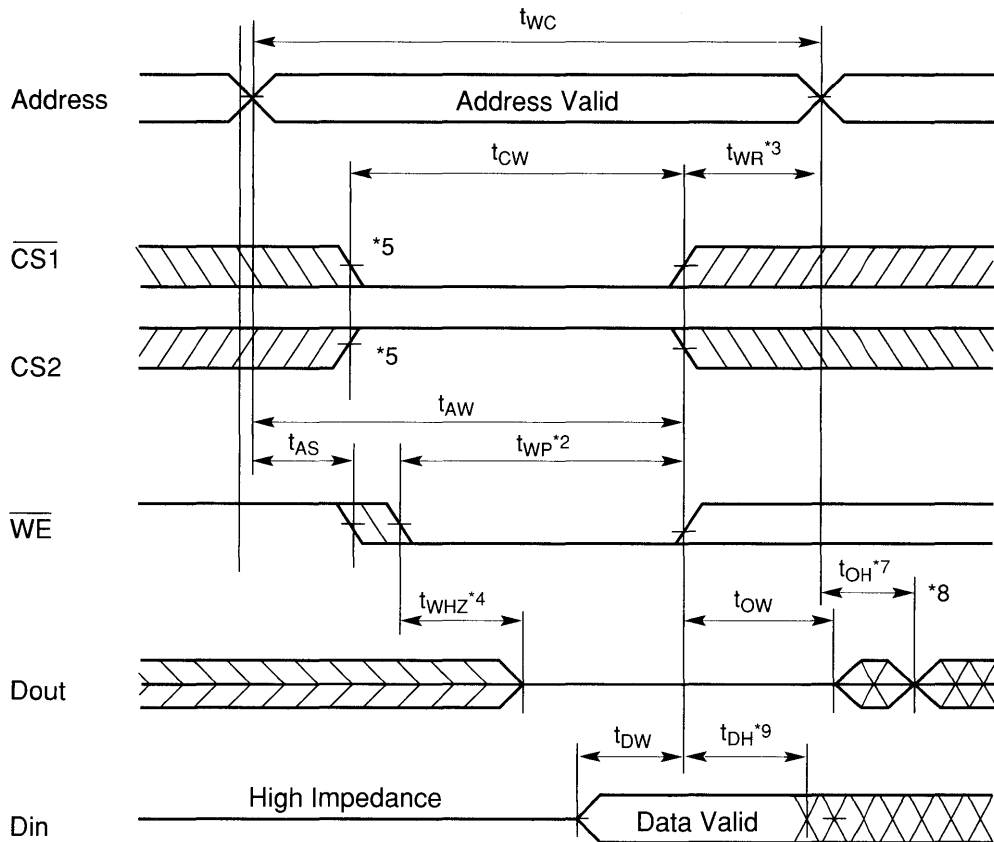 tWC
Address
Address Valid
tCW
tWR*3
CS1
*5
CS2
*5
tAW
tAS
tWP*2
WE
tWHZ*4
tOW
tOH*7
*8
Dout
tDW
tDH*9
High Impedance
Din
Data Valid